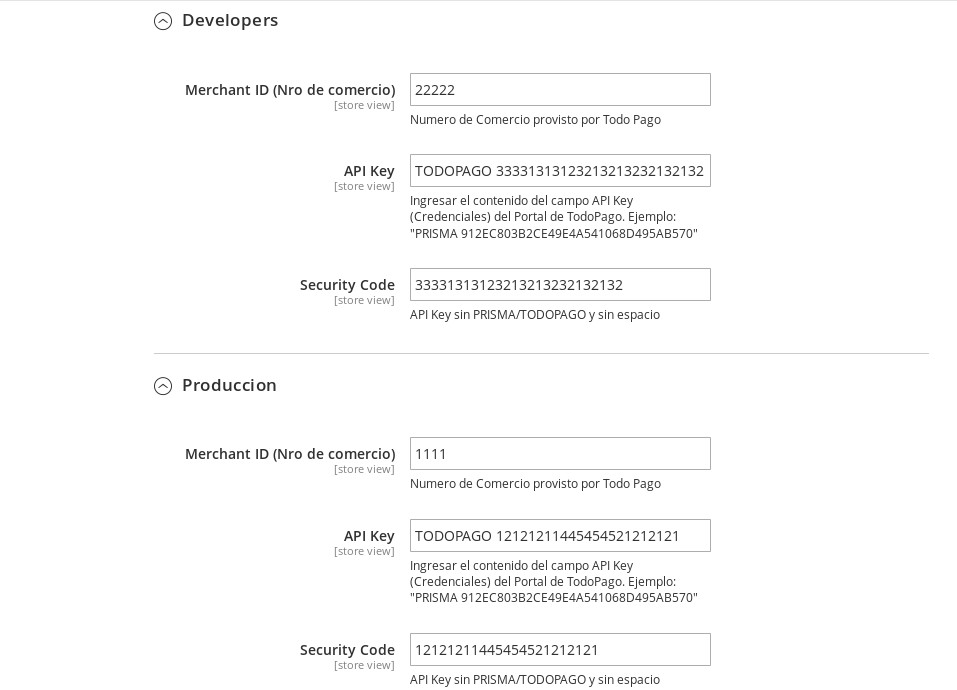 Developers
Merchant ID (Nro de comercio)
[store view]
22222
Numero de Comercio provisto por Todo Pago
API Key
[store view]
TODOPAGO 33331313123213213232132132
Ingresar el contenido del campo API Key
(Credenciales) del Portal de TodoPago. Ejemplo:
"PRISMA 912EC803B2CE49E4A541068D495AB570"
Security Code
[store view]
33331313123213213232132132
API Key sin PRISMA/TODOPAGO y sin espacio
Produccion
Merchant ID (Nro de comercio)
[store view]
1111
Numero de Comercio provisto por Todo Pago
API Key
[store view]
TODOPAGO 12121211445454521212121
Ingresar el contenido del campo API Key
(Credenciales) del Portal de TodoPago. Ejemplo:
"PRISMA 912EC803B2CE49E4A541068D495AB570"
Security Code
[store view]
12121211445454521212121
API Key sin PRISMA/TODOPAGO y sin espacio